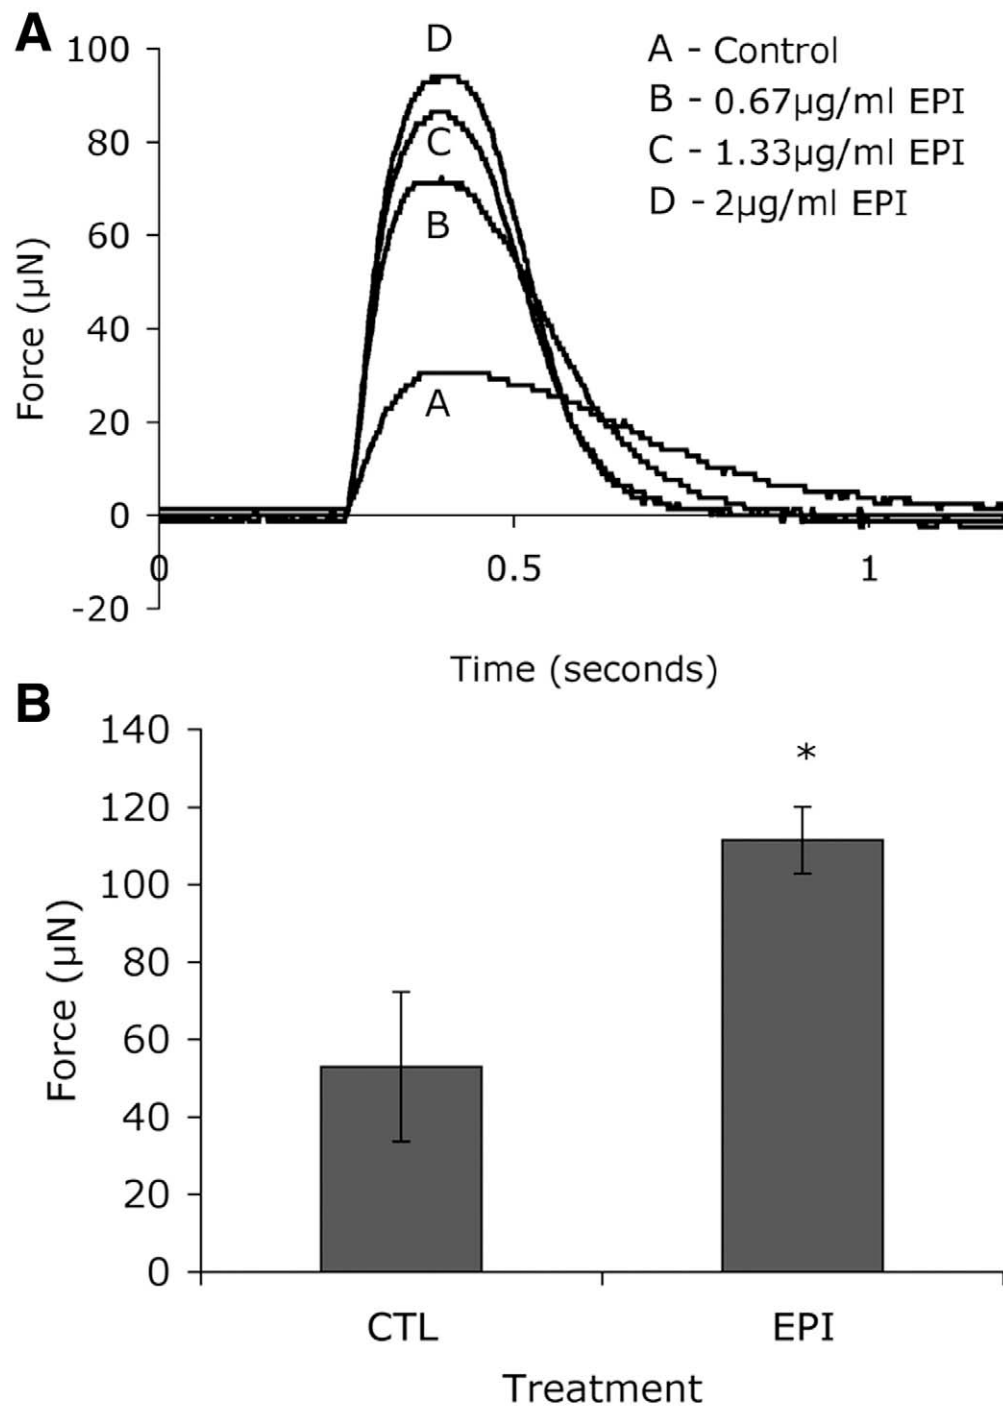 A
100
80
60
40
20
0
-20
Force (µN)
D
C
B
A
A - Control
B - 0.67µg/ml EPI
C - 1.33µg/ml EPI
D - 2µg/ml EPI
0 0.5 1
Time (seconds)
B
140
120
100
80
60
40
20
0
Force (µN)
*
CTL EPI
Treatment